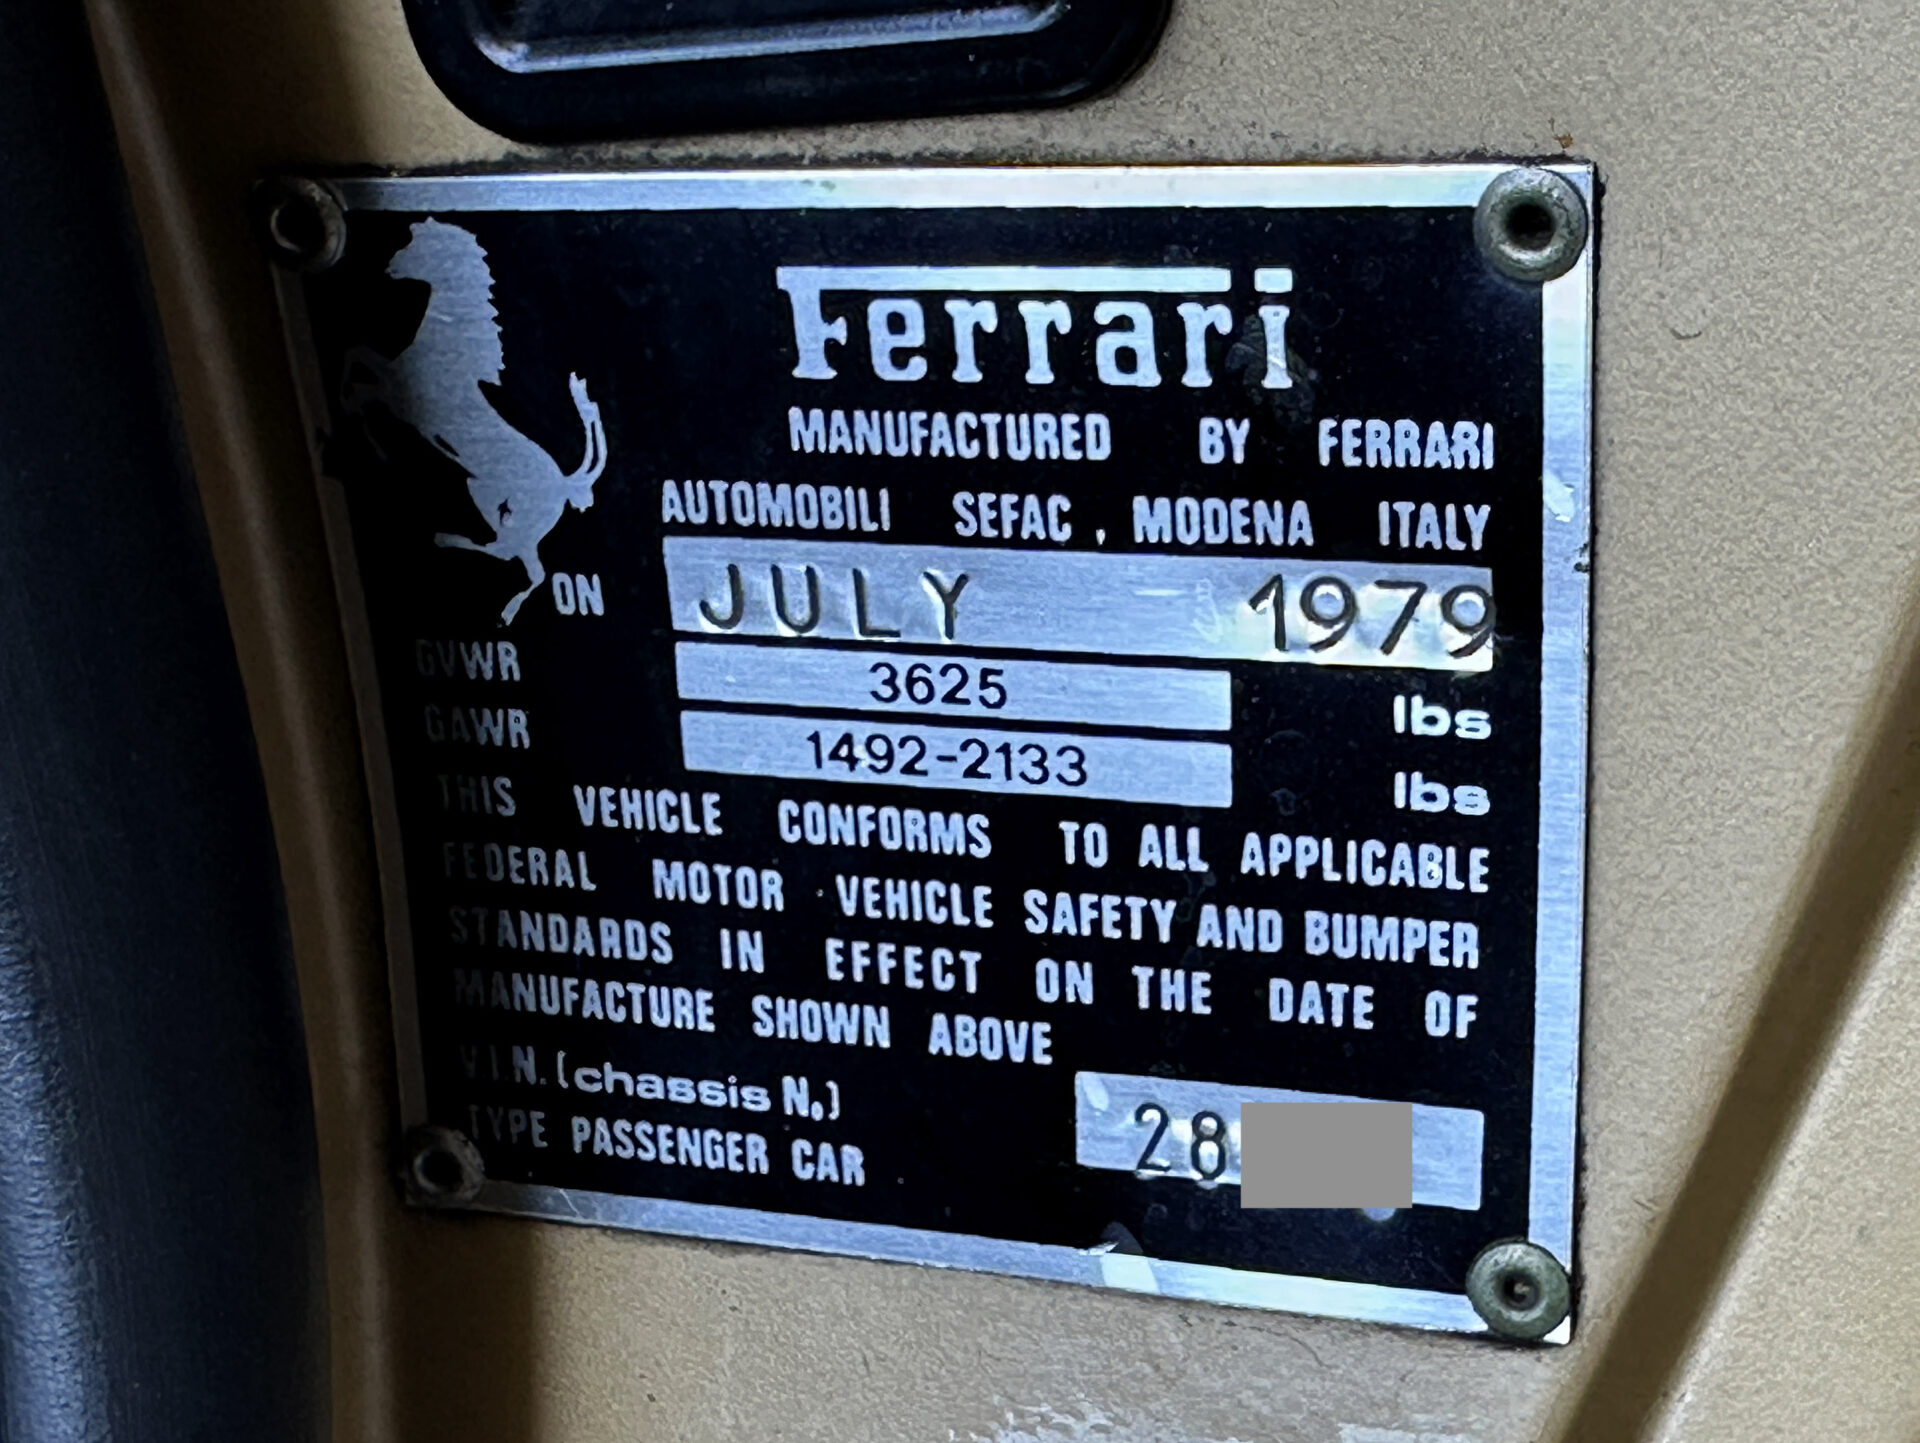 Ferrari
MANUFACTURED BY FERRARI
AUTOMOBILI SEFAC, MODENA ITALY
ON JULY 1979
GVWR 3625 lbs
GAWR 1492-2133 lbs
THIS VEHICLE CONFORMS TO ALL APPLICABLE
FEDERAL MOTOR VEHICLE SAFETY AND BUMPER
STANDARDS IN EFFECT ON THE DATE OF
MANUFACTURE SHOWN ABOVE
V.I.N. (chassis No) 28
TYPE PASSENGER CAR